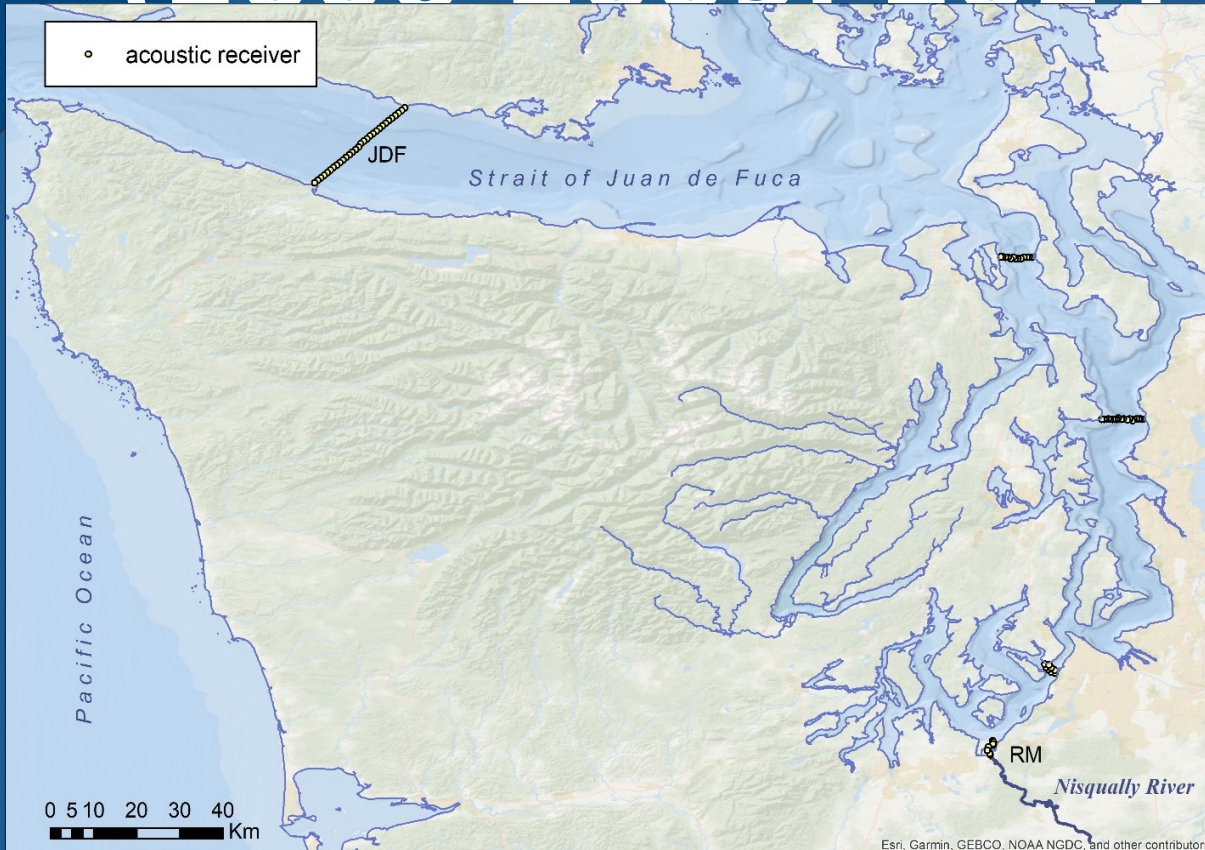 acoustic receiver
JDF
Strait of Juan de Fuca
Pacific Ocean
RM
Nisqually River
0 5 10 20 30 40
Km
Esri, Garmin, GEBCO, NOAA NGDC, and other contributors